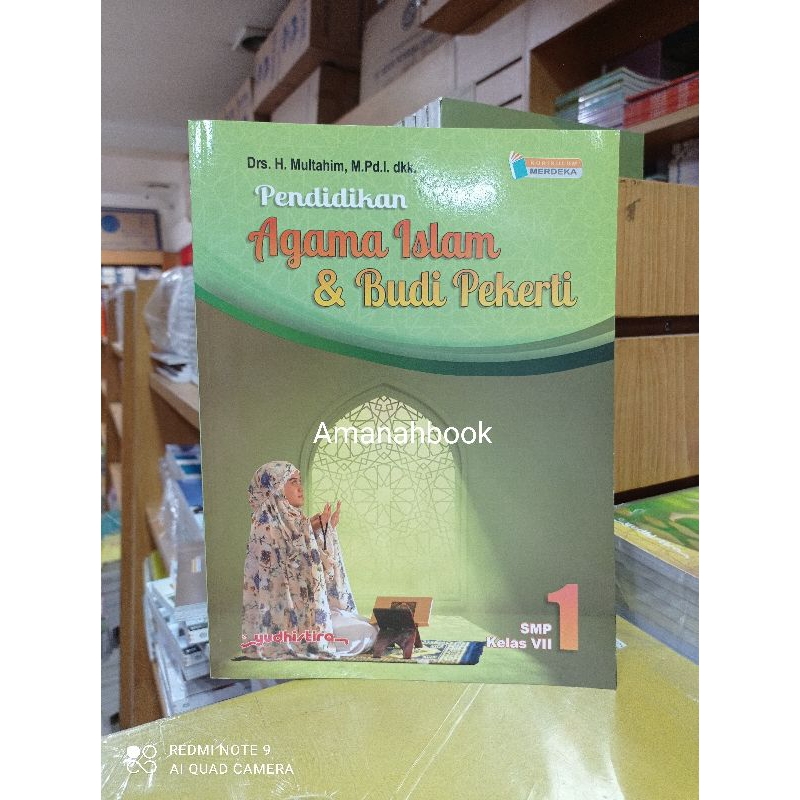 Drs. H. Multahim, M.Pd.I. dkk.
KURIKULUM
MERDEKA
Pendidikan
Agama Islam
& Budi Pekerti
Amanahbook
yudhistira
SMP
Kelas VII
1
REDMI NOTE 9
AI QUAD CAMERA